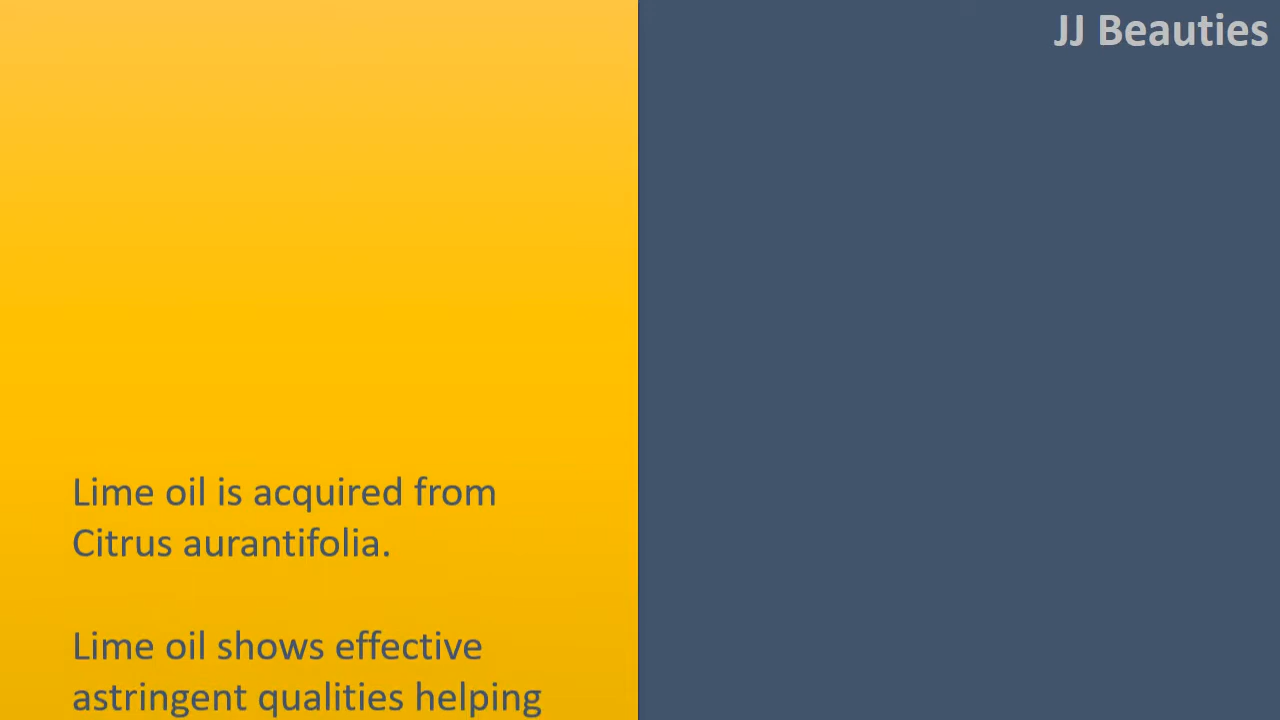 JJ Beauties
Lime oil is acquired from
Citrus aurantifolia.
Lime oil shows effective
astringent qualities helping